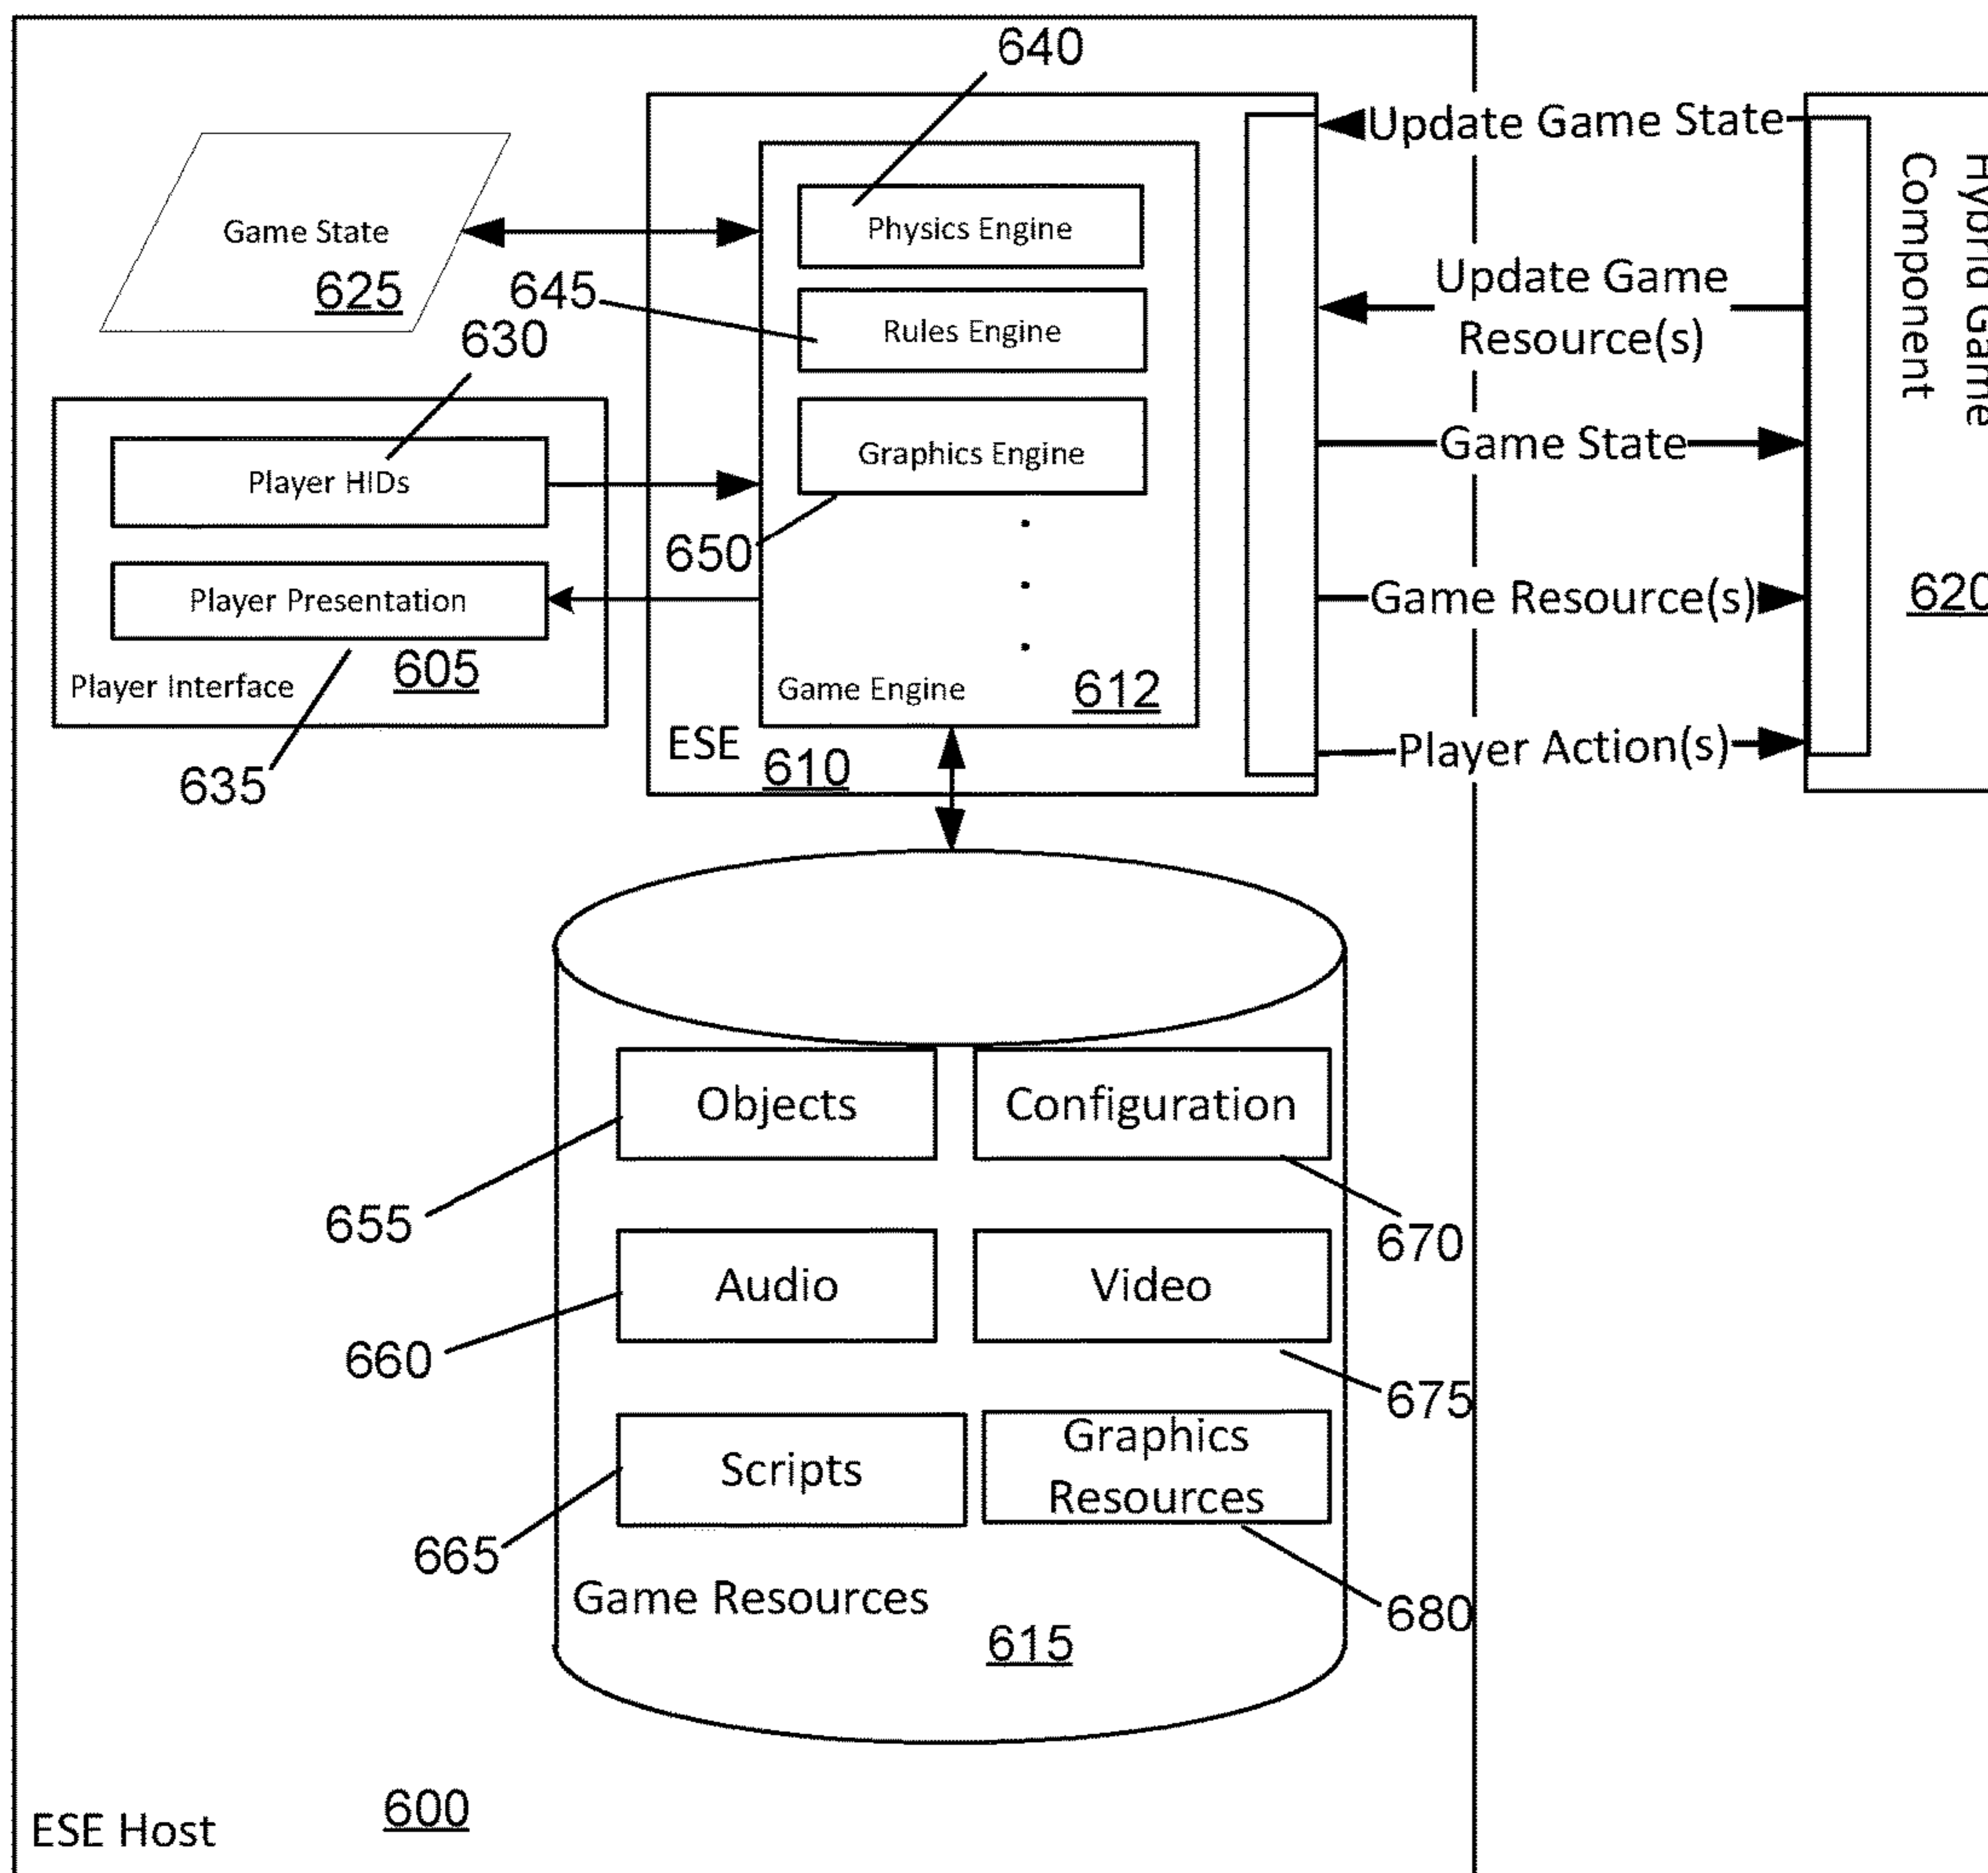 640
Update Game State
Hybrid Game
Component
Game State
625
Physics Engine
645
Rules Engine
Update Game
Resource(s)
630
Player HIDs
Graphics Engine
650
Game State
Player Presentation
605
Player Interface
635
Game Resource(s)
620
Game Engine
612
ESE
610
Player Action(s)
Objects
Configuration
655
670
Audio
Video
660
675
Scripts
Graphics
Resources
665
680
Game Resources
615
ESE Host
600